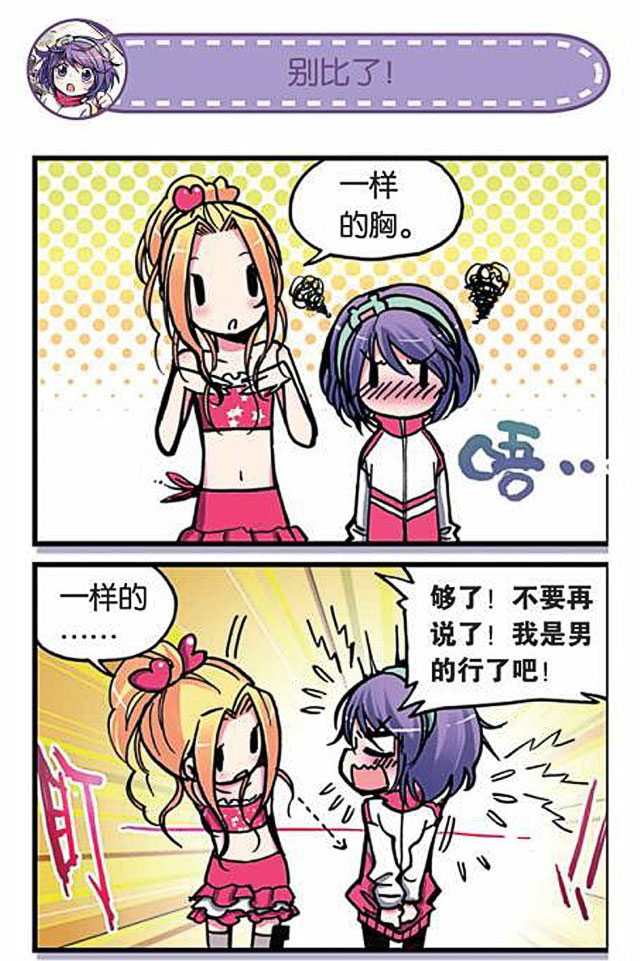 别比了！
一样
的胸。
唔··
一样的
……
够了！不要再
说了！我是男
的行了吧！
盯